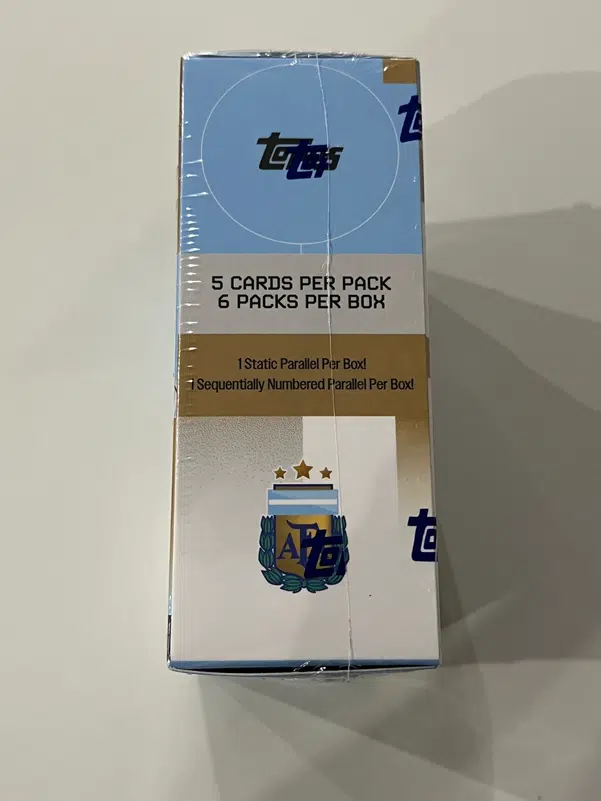 topps
topps
5 CARDS PER PACK
6 PACKS PER BOX
1 Static Parallel Per Box!
1 Sequentially Numbered Parallel Per Box!
AFA